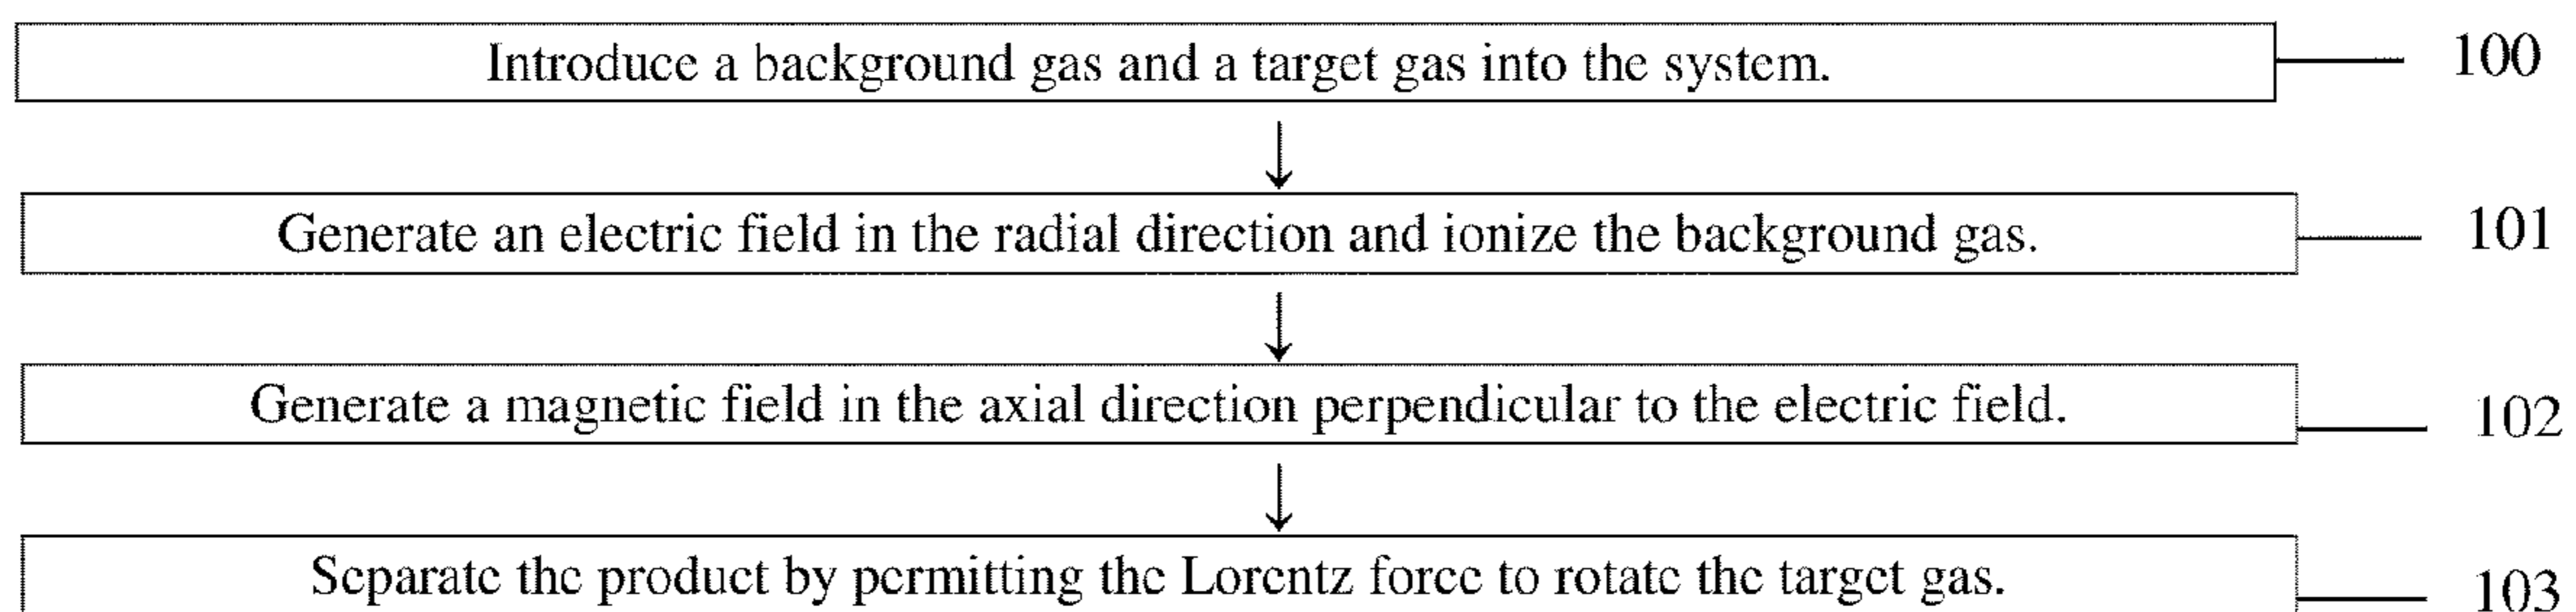 Introduce a background gas and a target gas into the system. 100
Generate an electric field in the radial direction and ionize the background gas. 101
Generate a magnetic field in the axial direction perpendicular to the electric field. 102
Separate the product by permitting the Lorentz force to rotate the target gas. 103